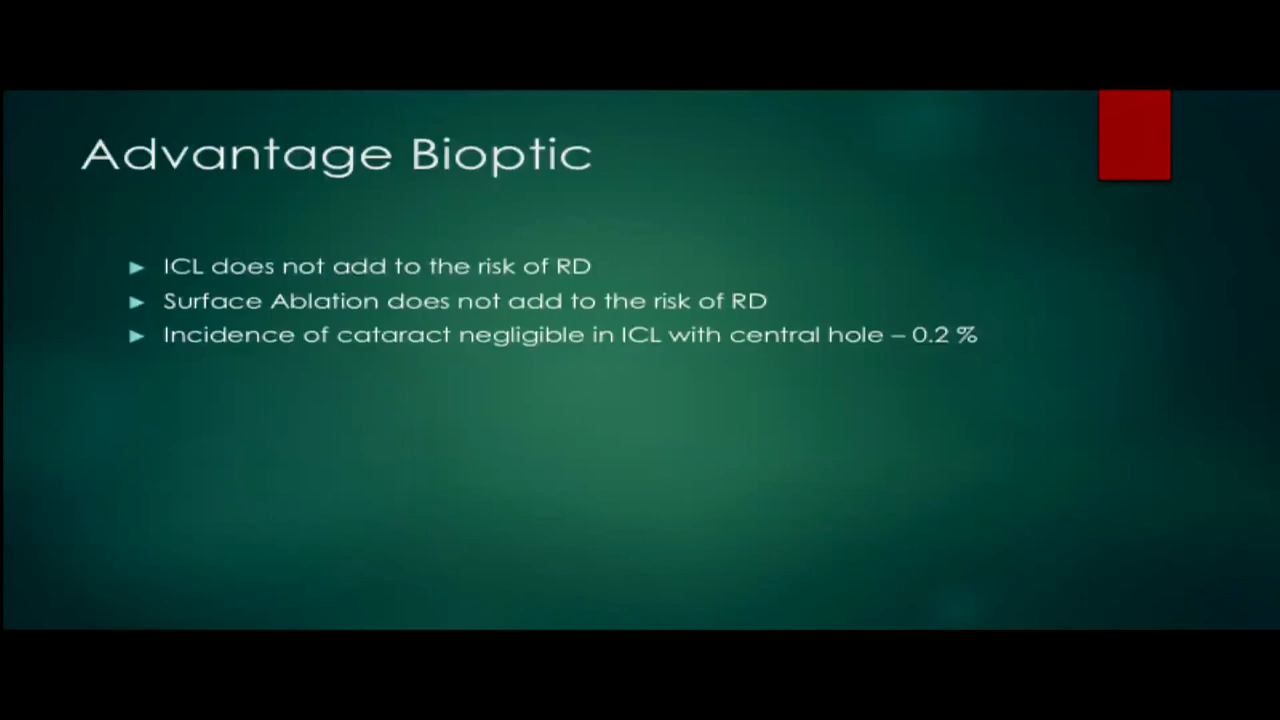 Advantage Bioptic
ICL does not add to the risk of RD
Surface Ablation does not add to the risk of RD
Incidence of cataract negligible in ICL with central hole – 0.2 %